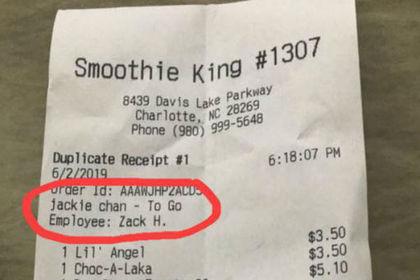 Smoothie King #1307
8439 Davis Lake Parkway
Charlotte, NC 28269
Phone (980) 999-5648
Duplicate Receipt #1
6/2/2019 6:18:07 PM
Order Id:
jackie chan - To Go
Employee: Zack H.
1 Lil' Angel $3.50
1 Choc-A-Laka $3.50
$5.10